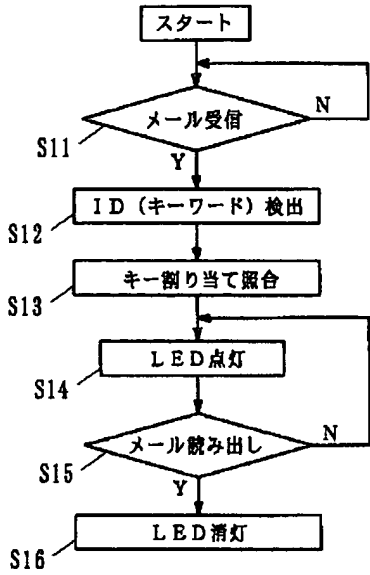 スタート
メール受信
N
S11
Y
ID（キーワード）検出
S12
キー割り当て照合
S13
LED点灯
S14
メール読み出し
N
S15
Y
LED消灯
S16